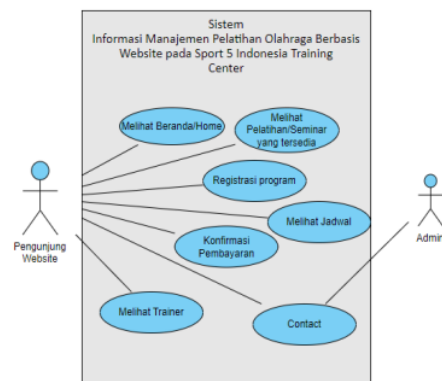 Sistem
Informasi Manajemen Pelatihan Olahraga Berbasis
Website pada Sport 5 Indonesia Training
Center
Melihat Beranda/Home
Melihat
Pelatihan/Seminar
yang tersedia
Registrasi program
Melihat Jadwal
Konfirmasi
Pembayaran
Melihat Trainer
Contact
Pengunjung
Website
Admin